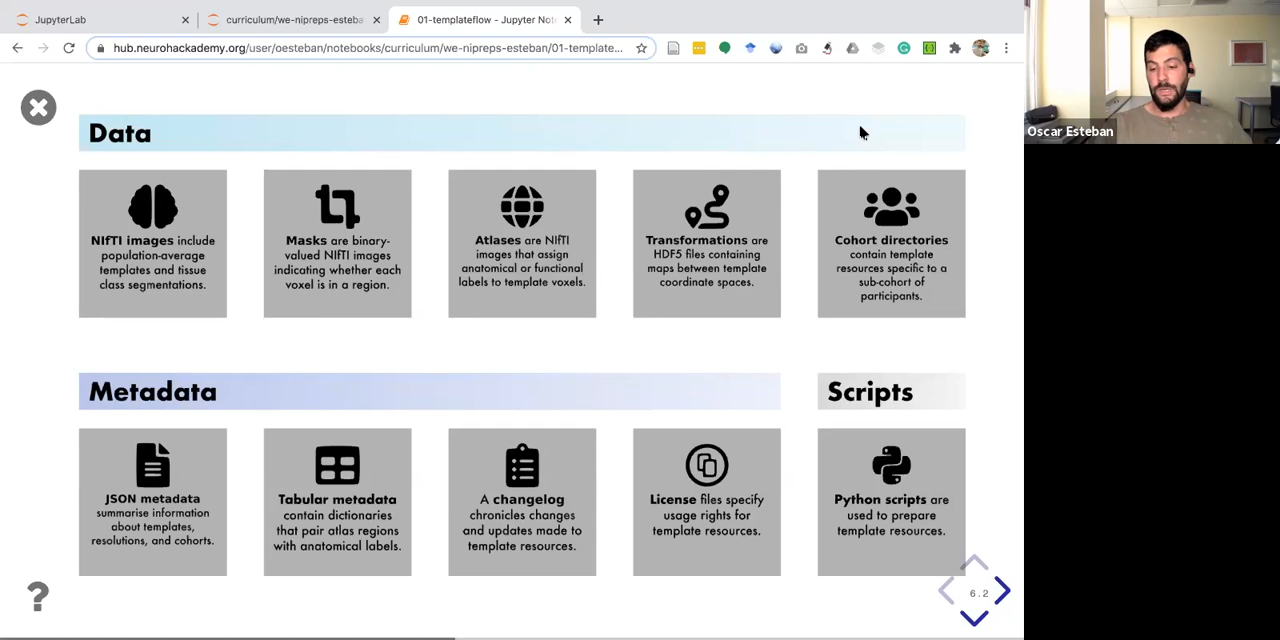 JupyterLab
curriculum/we-nipreps-esteba
01-templateflow - Jupyter Not
hub.neurohackademy.org/user/oesteban/notebooks/curriculum/we-nipreps-esteban/01-template...
Oscar Esteban
Data
NIfTI images include
population-average
templates and tissue
class segmentations.
Masks are binary-
valued NIfTI images
indicating whether each
voxel is in a region.
Atlases are NIfTI
images that assign
anatomical or functional
labels to template voxels.
Transformations are
HDF5 files containing
maps between template
coordinate spaces.
Cohort directories
contain template
resources specific to a
sub-cohort of
participants.
Metadata
Scripts
JSON metadata
summarise information
about templates,
resolutions, and cohorts.
Tabular metadata
contain dictionaries
that pair atlas regions
with anatomical labels.
A changelog
chronicles changes
and updates made to
template resources.
License files specify
usage rights for
template resources.
Python scripts are
used to prepare
template resources.
?
6.2